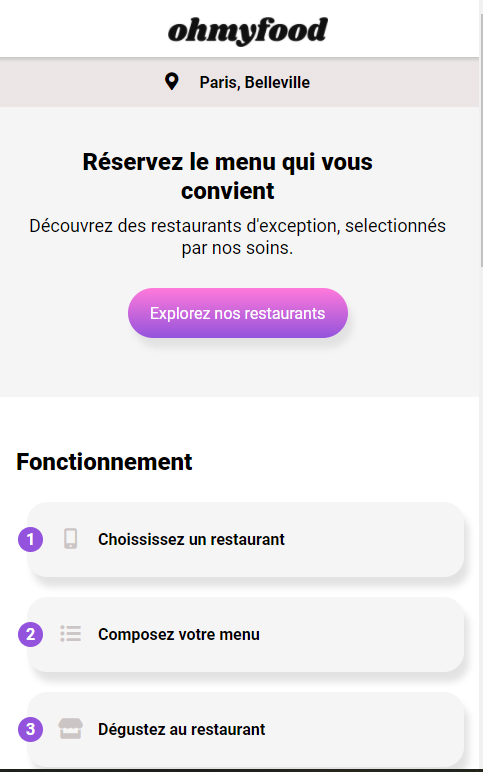 ohmyfood
Paris, Belleville
Réservez le menu qui vous
convient
Découvrez des restaurants d'exception, selectionnés
par nos soins.
Explorez nos restaurants
Fonctionnement
1 Choississez un restaurant
2 Composez votre menu
3 Dégustez au restaurant